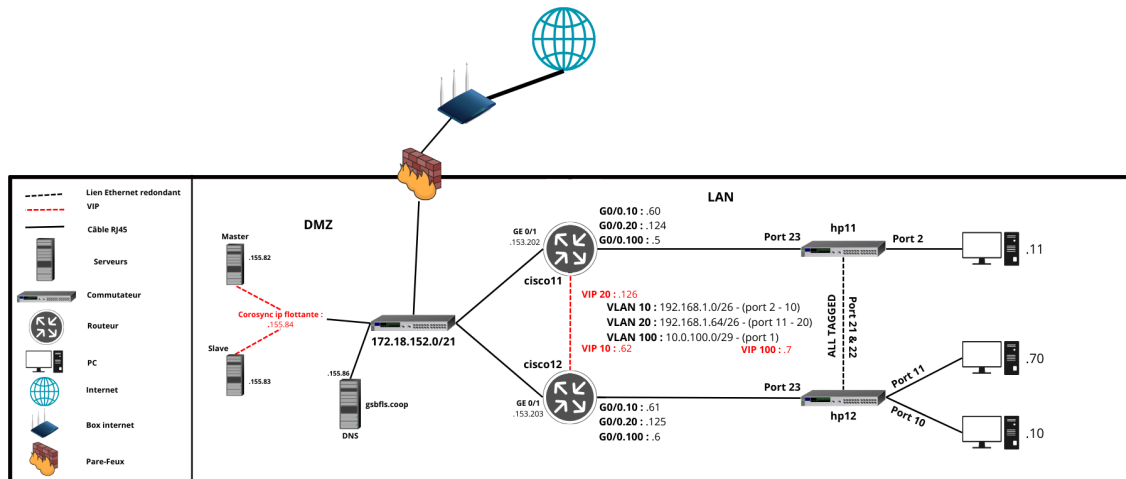 Lien Ethernet redondant
VIP
Câble RJ45
Serveurs
Commutateur
Routeur
PC
Internet
Box internet
Pare-Feux
DMZ
Master
.155.82
Corosync ip flottante :
.155.84
Slave
.155.83
172.18.152.0/21
.155.86
gsbfls.coop
DNS
LAN
GE 0/1
.153.202
cisco11
G0/0.10 : .60
G0/0.20 : .124
G0/0.100 : .5
VIP 20 : .126
VLAN 10 : 192.168.1.0/26 - (port 2 - 10)
VLAN 20 : 192.168.1.64/26 - (port 11 - 20)
VLAN 100 : 10.0.100.0/29 - (port 1)
VIP 10 : .62
VIP 100 : .7
cisco12
GE 0/1
.153.203
G0/0.10 : .61
G0/0.20 : .125
G0/0.100 : .6
Port 23
hp11
Port 2
.11
ALL TAGGED
Port 21 & 22
Port 23
hp12
Port 11
.70
Port 10
.10